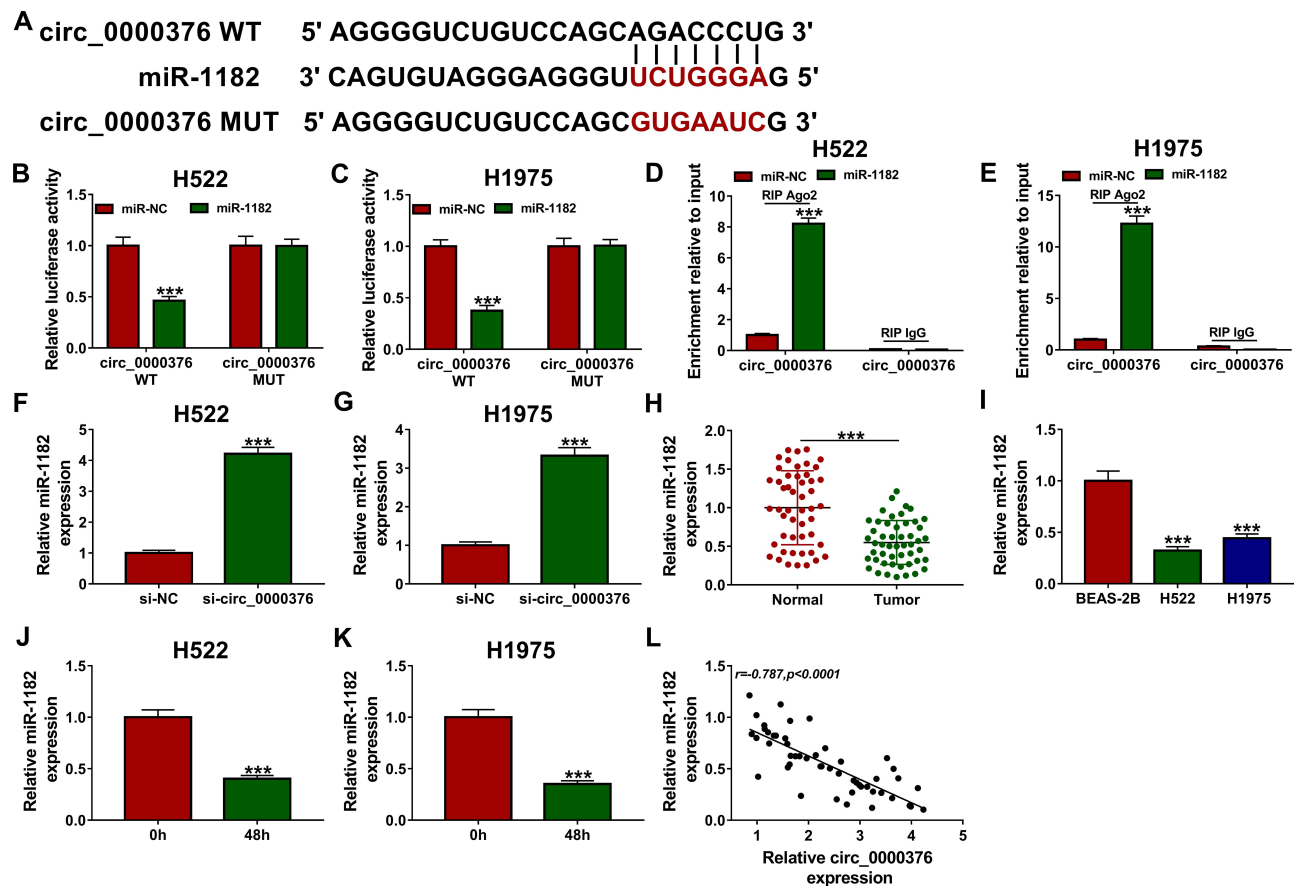 A
circ_0000376 WT 5' AGGGGUCUGUCCAGCAGACCCUG 3'
miR-1182 3' CAGUGUAGGGAGGGUUCUGGGAG 5'
circ_0000376 MUT 5' AGGGGUCUGUCCAGCGUGAAUCG 3'
B
H522
Relative luciferase activity
miR-NC miR-1182
1.5
1.0
0.5
0.0
***
circ_0000376 WT
circ_0000376 MUT
C
H1975
Relative luciferase activity
miR-NC miR-1182
1.5
1.0
0.5
0.0
***
circ_0000376 WT
circ_0000376 MUT
D
H522
Enrichment relative to input
miR-NC miR-1182
RIP Ago2
***
10
8
6
4
2
0
RIP IgG
circ_0000376 circ_0000376
E
H1975
Enrichment relative to input
miR-NC miR-1182
RIP Ago2
***
15
10
5
0
RIP IgG
circ_0000376 circ_0000376
F
H522
Relative miR-1182
expression
5
4
3
2
1
0
***
si-NC si-circ_0000376
G
H1975
Relative miR-1182
expression
4
3
2
1
0
***
si-NC si-circ_0000376
H
Relative miR-1182
expression
2.0
1.5
1.0
0.5
0.0
***
Normal Tumor
I
Relative miR-1182
expression
1.5
1.0
0.5
0.0
*** ***
BEAS-2B H522 H1975
J
H522
Relative miR-1182
expression
1.5
1.0
0.5
0.0
***
0h 48h
K
H1975
Relative miR-1182
expression
1.5
1.0
0.5
0.0
***
0h 48h
L
Relative miR-1182
expression
1.5
1.0
0.5
0.0
r=-0.787,p<0.0001
1 2 3 4 5
Relative circ_0000376
expression